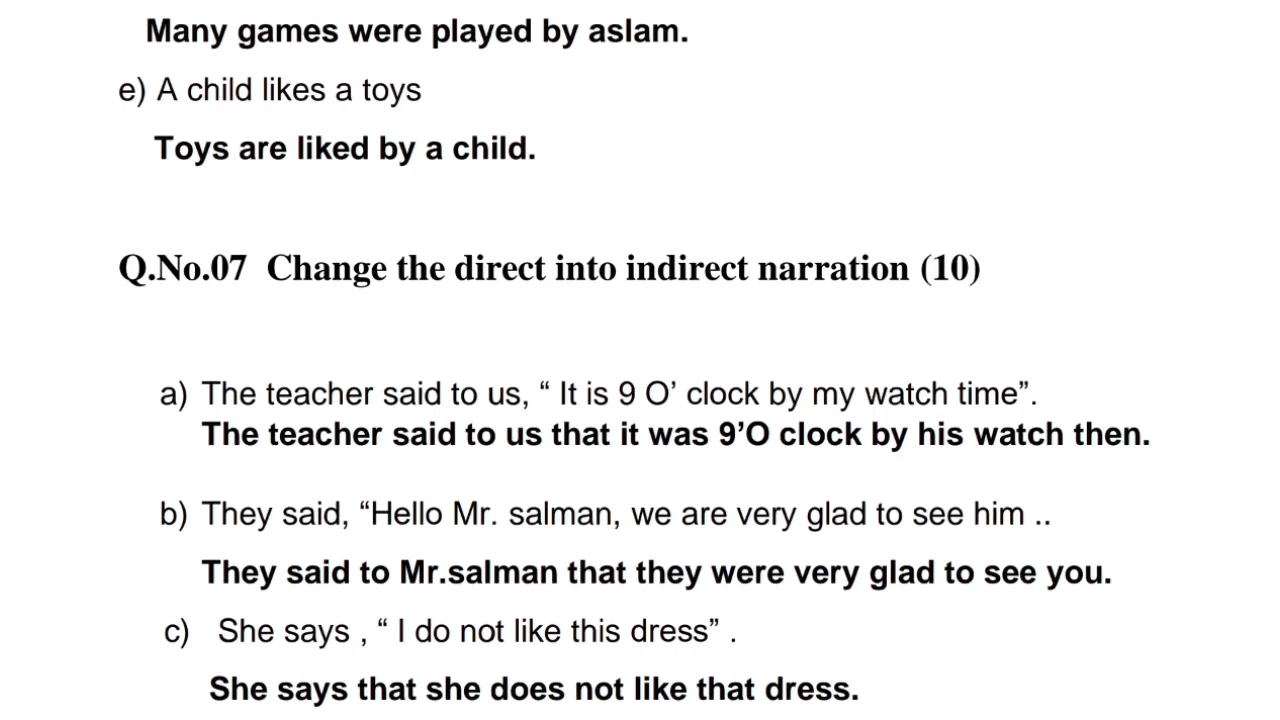 Many games were played by aslam.
e) A child likes a toys
Toys are liked by a child.
Q.No.07 Change the direct into indirect narration (10)
a) The teacher said to us, “ It is 9 O’ clock by my watch time”.
The teacher said to us that it was 9’O clock by his watch then.
b) They said, “Hello Mr. salman, we are very glad to see him ..
They said to Mr.salman that they were very glad to see you.
c) She says , “ I do not like this dress” .
She says that she does not like that dress.